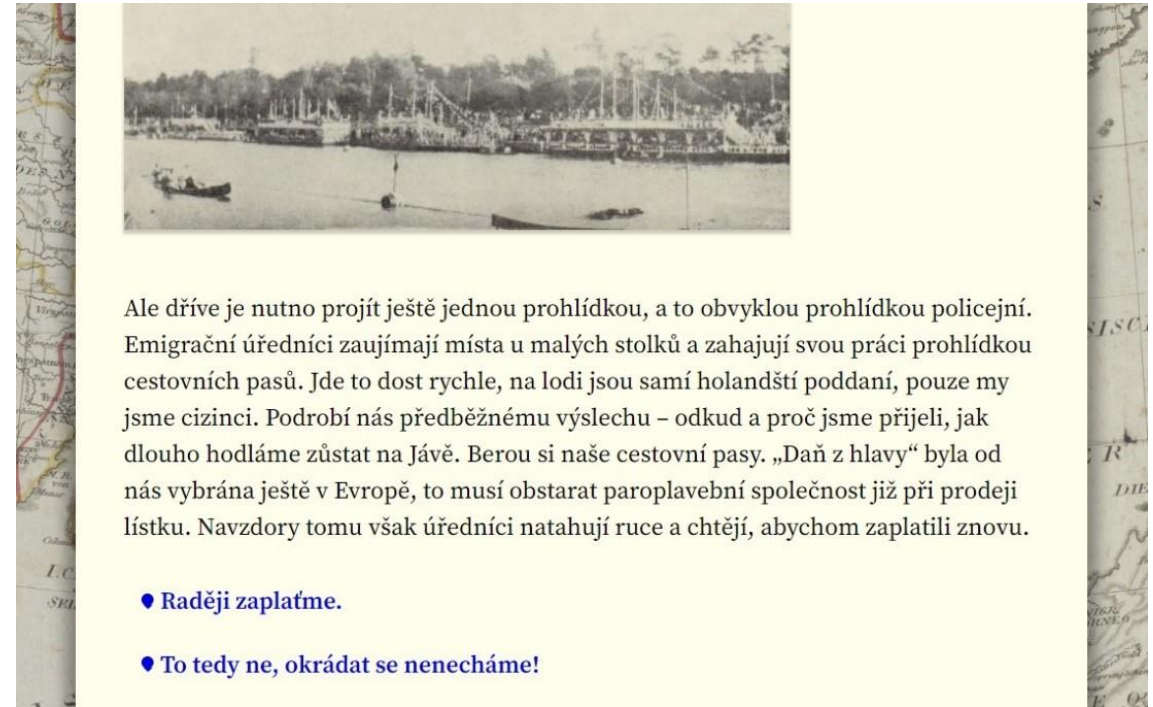 Ale dříve je nutno projít ještě jednou prohlídkou, a to obvyklou prohlídkou policejní.
Emigrační úředníci zaujímají místa u malých stolků a zahajují svou práci prohlídkou
cestovních pasů. Jde to dost rychle, na lodi jsou samí holandští poddaní, pouze my
jsme cizinci. Podrobí nás předběžnému výslechu – odkud a proč jsme přijeli, jak
dlouho hodláme zůstat na Jávě. Berou si naše cestovní pasy. „Daň z hlavy“ byla od
nás vybrána ještě v Evropě, to musí obstarat paroplavební společnost již při prodeji
lístku. Navzdory tomu však úředníci natahují ruce a chtějí, abychom zaplatili znovu.
Raději zaplaťme.
To tedy ne, okrádat se nenecháme!